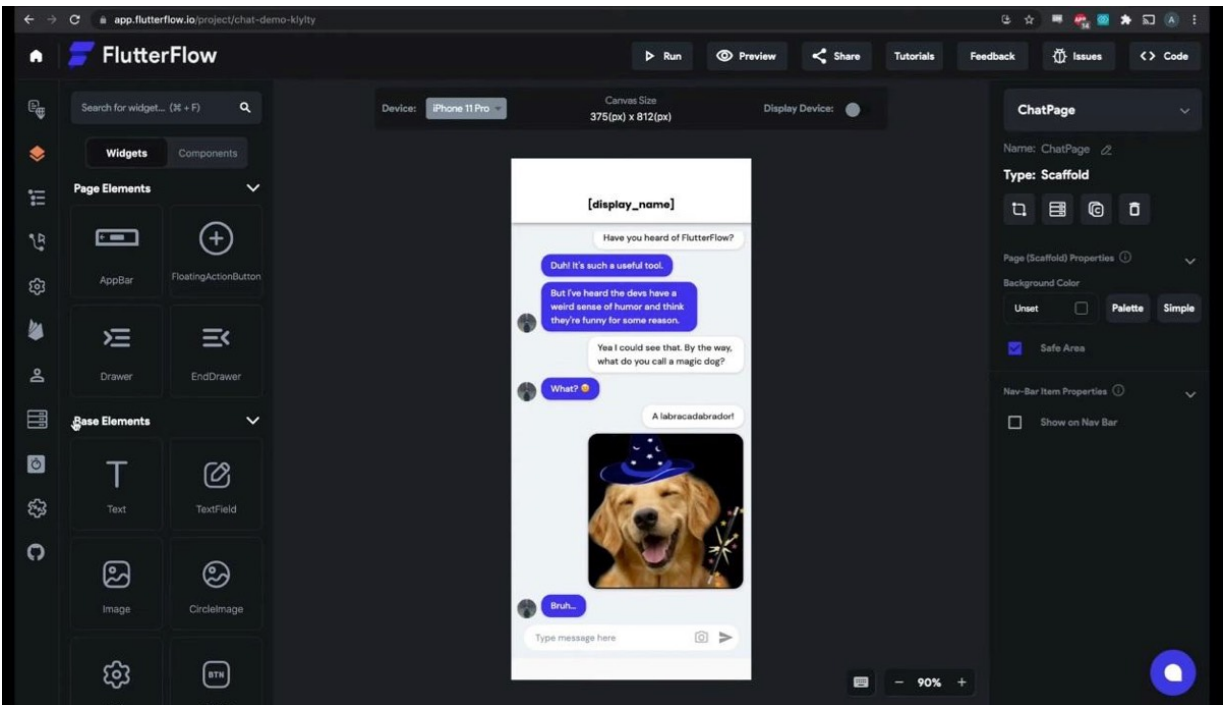 app.flutterflow.io/project/chat-demo-klylty
14
A
FlutterFlow
Run
Preview
Share
Tutorials
Feedback
Issues
Code
Search for widget... (⌘ + F)
Widgets
Components
Page Elements
AppBar
FloatingActionButton
Drawer
EndDrawer
Base Elements
Text
TextField
Image
CircleImage
BTN
Device:
iPhone 11 Pro
Canvas Size
375(px) x 812(px)
Display Device:
[display_name]
Have you heard of FlutterFlow?
Duh! It's such a useful tool.
But I've heard the devs have a
weird sense of humor and think
they're funny for some reason.
Yea I could see that. By the way,
what do you call a magic dog?
What? 
A labracadabrador!
Bruh...
Type message here
90%
ChatPage
Name: ChatPage
Type: Scaffold
Page (Scaffold) Properties
Background Color
Unset
Palette
Simple
Safe Area
Nav-Bar Item Properties
Show on Nav Bar